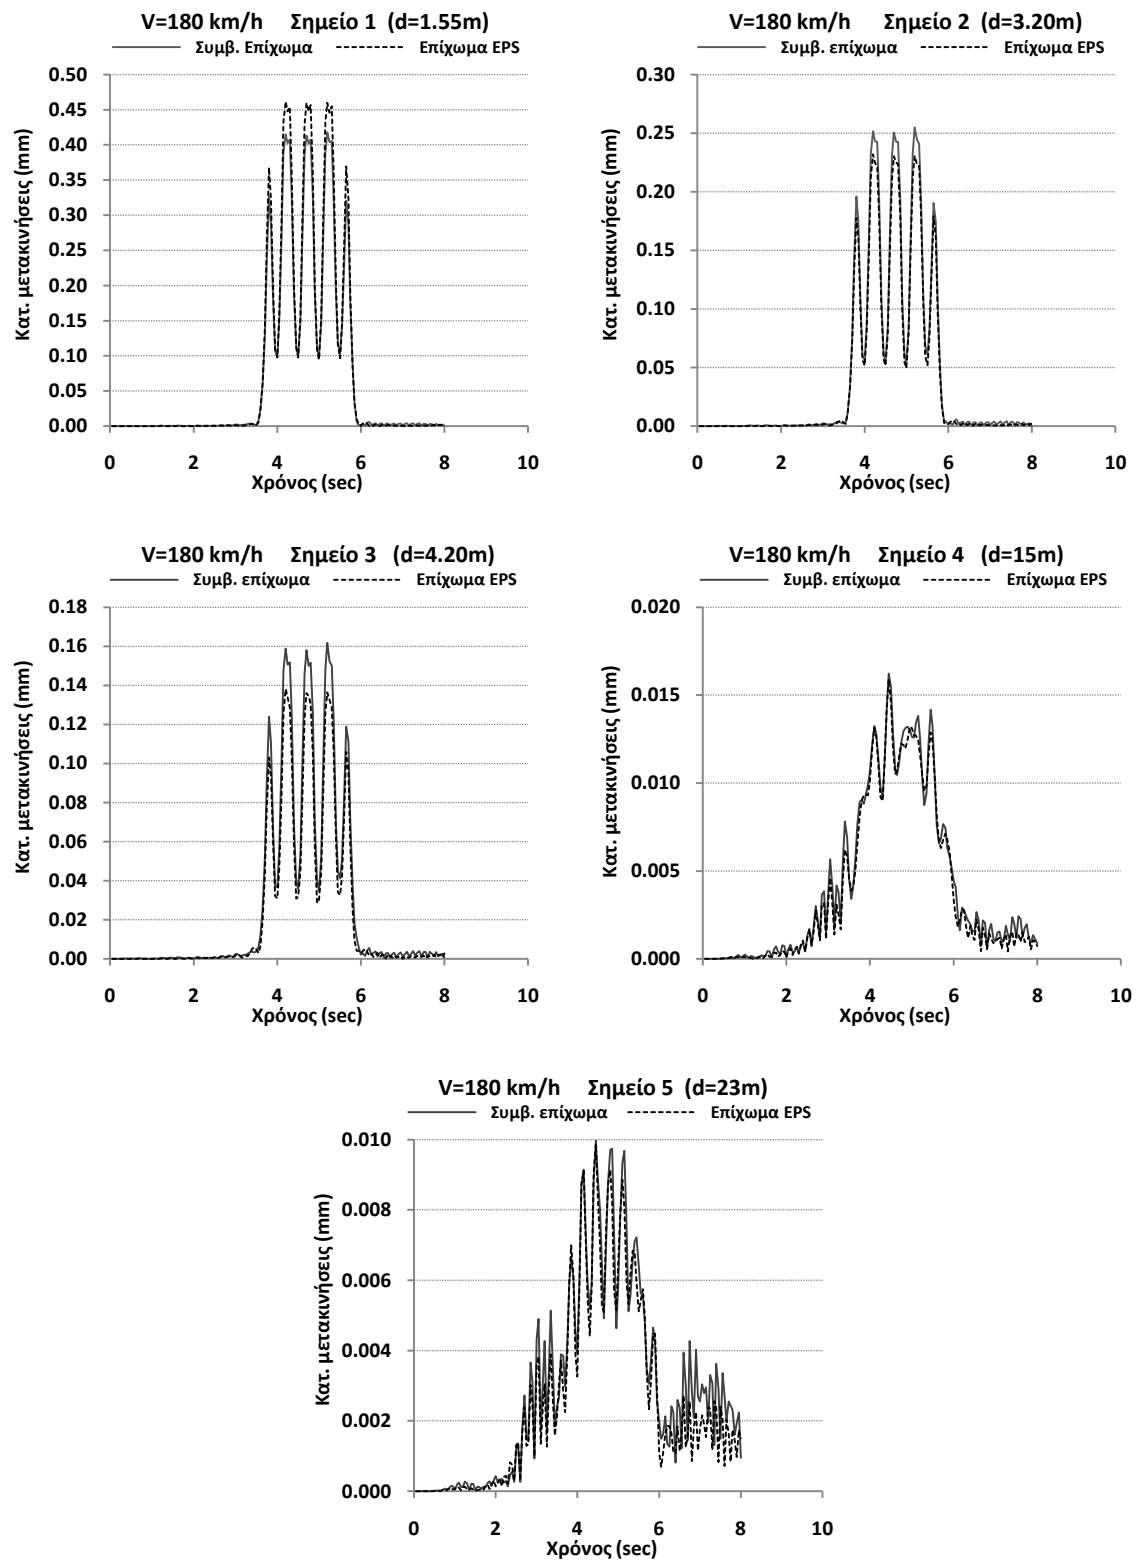 V=180 km/h Σημείο 1 (d=1.55m)
Συμβ. Επίχωμα Επίχωμα EPS
0.50
0.45
0.40
0.35
0.30
0.25
0.20
0.15
0.10
0.05
0.00
Κατ. μετακινήσεις (mm)
0 2 4 6 8 10
Χρόνος (sec)
V=180 km/h Σημείο 2 (d=3.20m)
Συμβ. Επίχωμα Επίχωμα EPS
0.30
0.25
0.20
0.15
0.10
0.05
0.00
Κατ. μετακινήσεις (mm)
0 2 4 6 8 10
Χρόνος (sec)
V=180 km/h Σημείο 3 (d=4.20m)
Συμβ. επίχωμα Επίχωμα EPS
0.18
0.16
0.14
0.12
0.10
0.08
0.06
0.04
0.02
0.00
Κατ. μετακινήσεις (mm)
0 2 4 6 8 10
Χρόνος (sec)
V=180 km/h Σημείο 4 (d=15m)
Συμβ. επίχωμα Επίχωμα EPS
0.020
0.015
0.010
0.005
0.000
Κατ. μετακινήσεις (mm)
0 2 4 6 8 10
Χρόνος (sec)
V=180 km/h Σημείο 5 (d=23m)
Συμβ. επίχωμα Επίχωμα EPS
0.010
0.008
0.006
0.004
0.002
0.000
Κατ. μετακινήσεις (mm)
0 2 4 6 8 10
Χρόνος (sec)